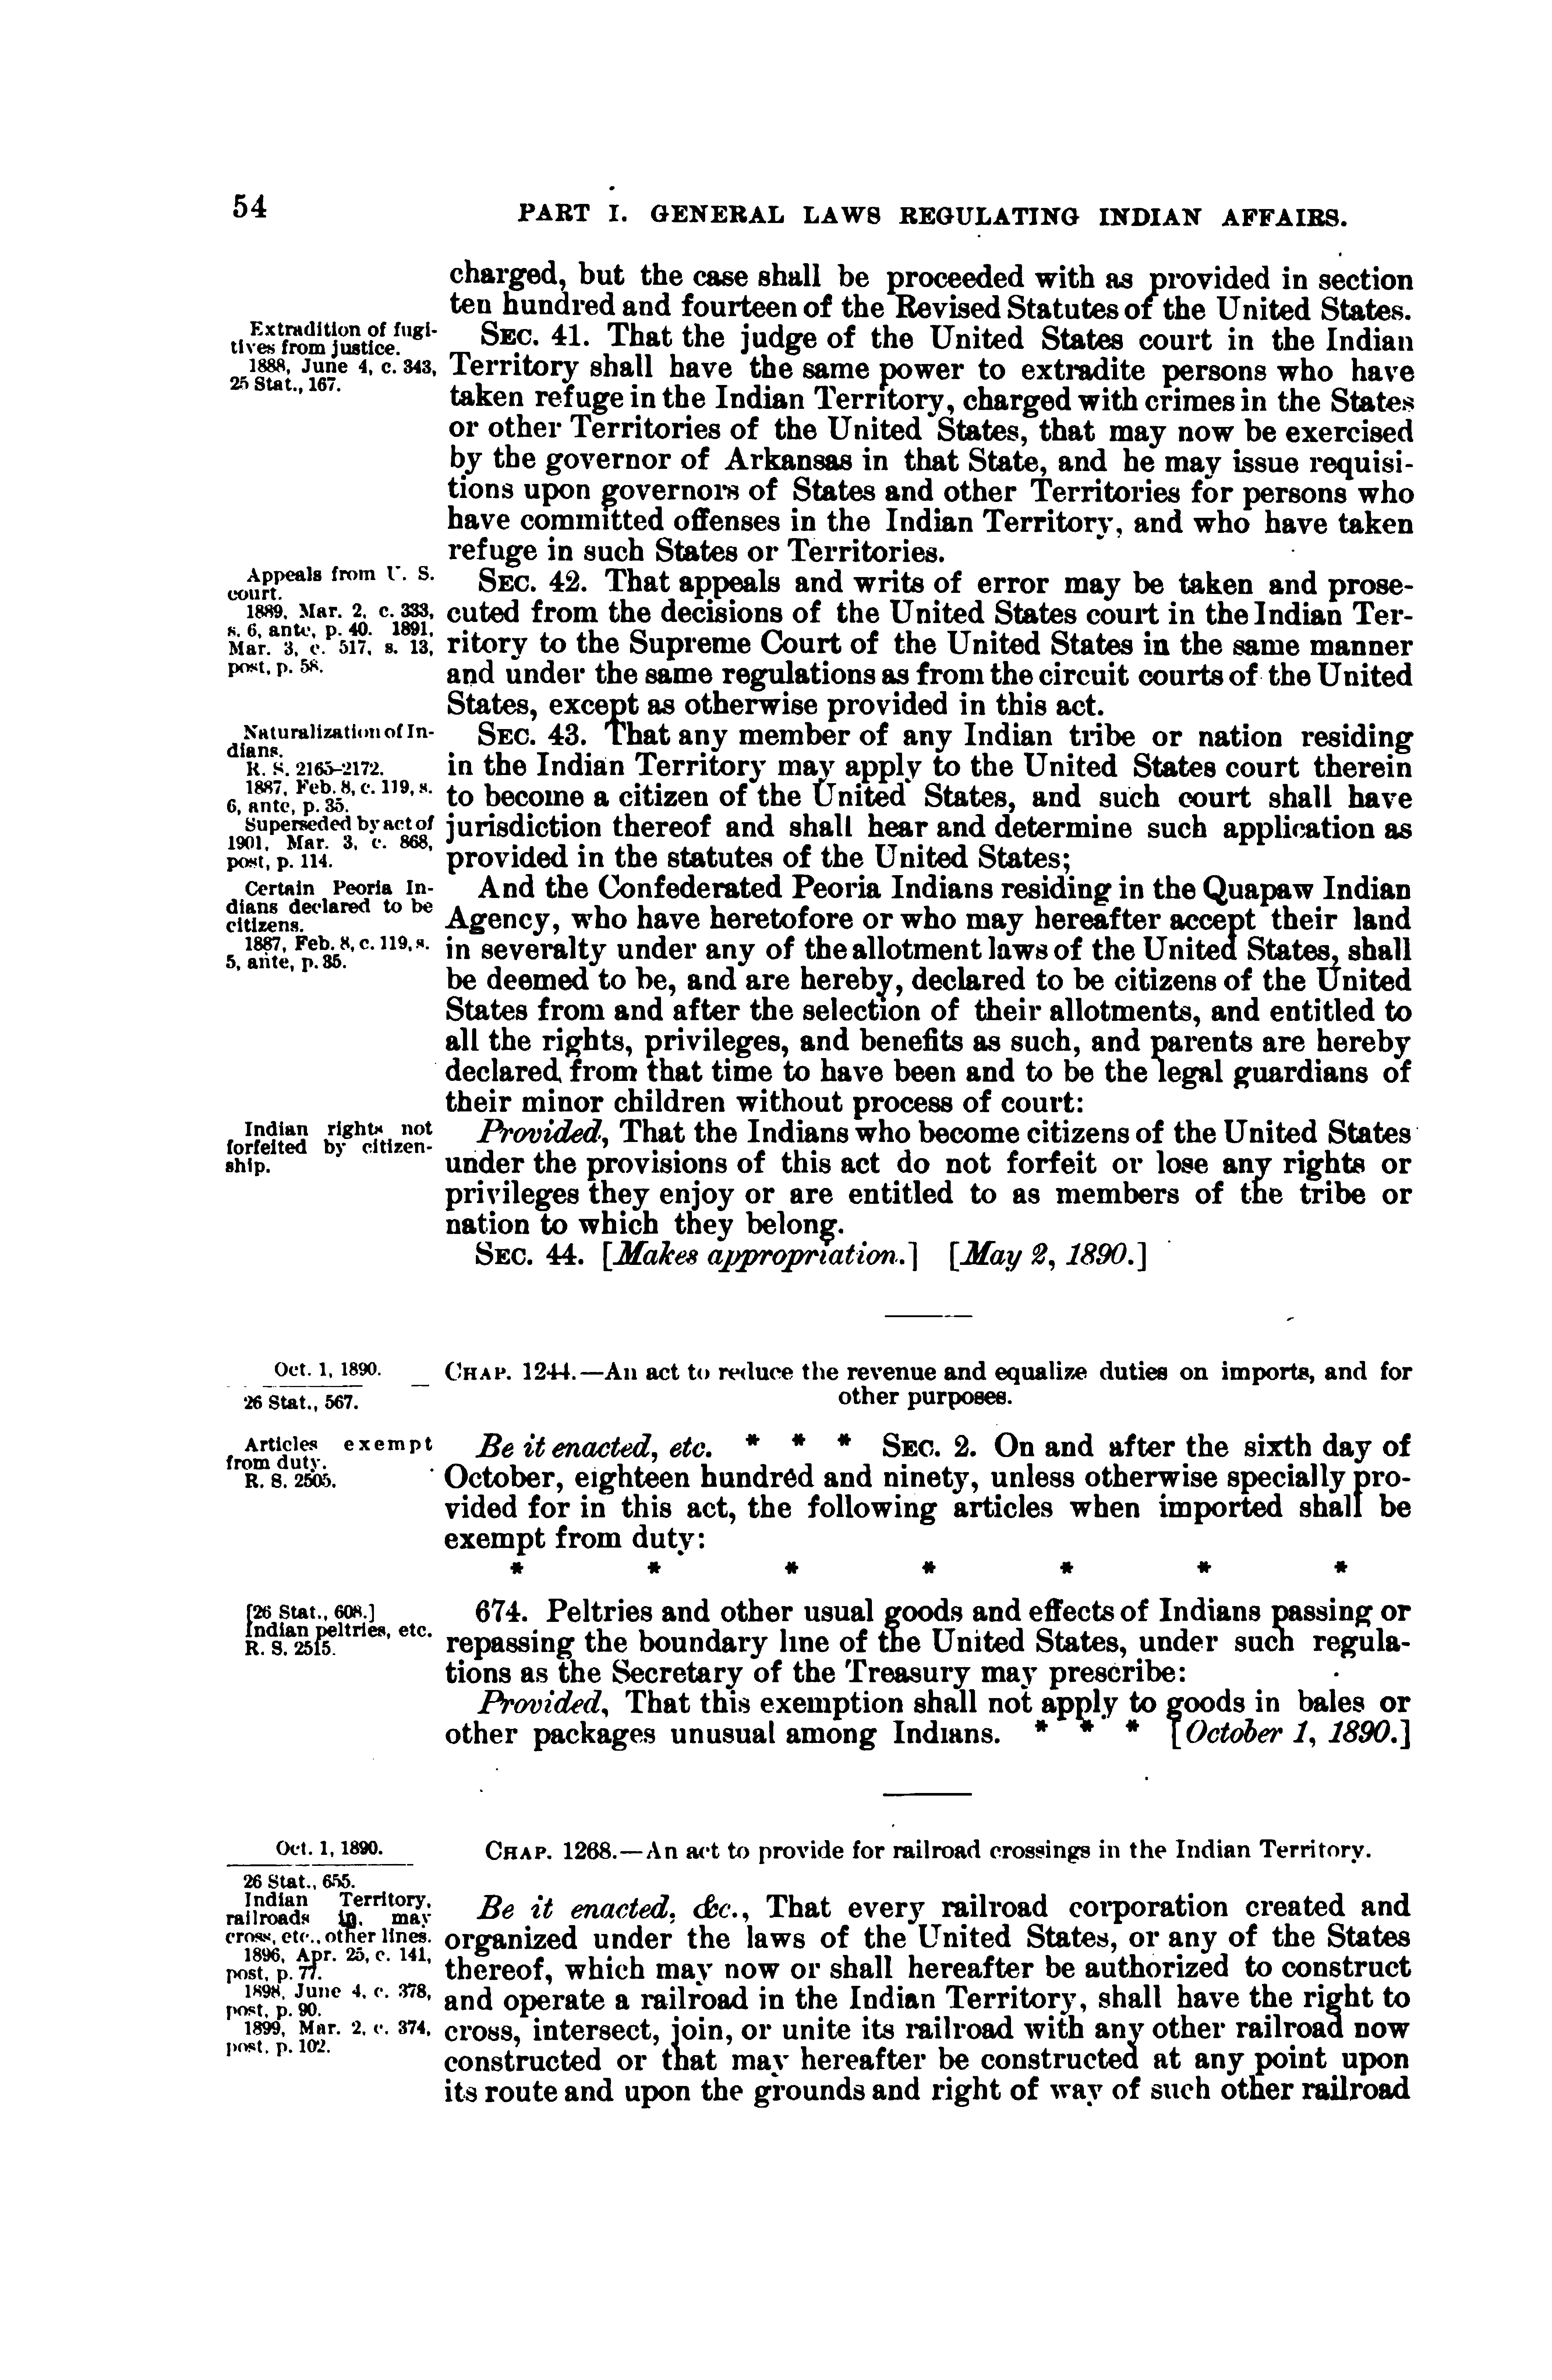 54
PART I. GENERAL LAWS REGULATING INDIAN AFFAIRS.
charged, but the case shall be proceeded with as provided in section
ten hundred and fourteen of the Revised Statutes of the United States.
Extradition of fugi-
tives from justice.
1888, June 4, c. 343,
25 Stat., 167.
SEC. 41. That the judge of the United States court in the Indian
Territory shall have the same power to extradite persons who have
taken refuge in the Indian Territory, charged with crimes in the States
or other Territories of the United States, that may now be exercised
by the governor of Arkansas in that State, and he may issue requisi-
tions upon governors of States and other Territories for persons who
have committed offenses in the Indian Territory, and who have taken
refuge in such States or Territories.
Appeals from U. S.
court.
1889, Mar. 2, c. 333,
s. 6, ante, p. 40. 1891,
Mar. 3, c. 517, s. 13,
post, p. 58.
SEC. 42. That appeals and writs of error may be taken and prose-
cuted from the decisions of the United States court in the Indian Ter-
ritory to the Supreme Court of the United States in the same manner
and under the same regulations as from the circuit courts of the United
States, except as otherwise provided in this act.
Naturalization of In-
dians.
R. S. 2165-2172.
1887, Feb. 8, c. 119, s.
6, ante, p. 35.
Superseded by act of
1901, Mar. 3, c. 868,
post, p. 114.
SEC. 43. That any member of any Indian tribe or nation residing
in the Indian Territory may apply to the United States court therein
to become a citizen of the United States, and such court shall have
jurisdiction thereof and shall hear and determine such application as
provided in the statutes of the United States;
Certain Peoria In-
dians declared to be
citizens.
1887, Feb. 8, c. 119, s.
5, ante, p. 35.
And the Confederated Peoria Indians residing in the Quapaw Indian
Agency, who have heretofore or who may hereafter accept their land
in severalty under any of the allotment laws of the United States, shall
be deemed to be, and are hereby, declared to be citizens of the United
States from and after the selection of their allotments, and entitled to
all the rights, privileges, and benefits as such, and parents are hereby
declared from that time to have been and to be the legal guardians of
their minor children without process of court:
Indian rights not
forfeited by citizen-
ship.
Provided, That the Indians who become citizens of the United States
under the provisions of this act do not forfeit or lose any rights or
privileges they enjoy or are entitled to as members of the tribe or
nation to which they belong.
SEC. 44. [Makes appropriation.] [May 2, 1890.]
Oct. 1, 1890.
26 Stat., 567.
CHAP. 1244.—An act to reduce the revenue and equalize duties on imports, and for
other purposes.
Articles exempt
from duty.
R. S. 2505.
Be it enacted, etc. * * * SEC. 2. On and after the sixth day of
October, eighteen hundred and ninety, unless otherwise specially pro-
vided for in this act, the following articles when imported shall be
exempt from duty:
* * * * * * *
[26 Stat., 608.]
Indian peltries, etc.
R. S. 2515.
674. Peltries and other usual goods and effects of Indians passing or
repassing the boundary line of the United States, under such regula-
tions as the Secretary of the Treasury may prescribe:
Provided, That this exemption shall not apply to goods in bales or
other packages unusual among Indians. * * * [October 1, 1890.]
Oct. 1, 1890.
26 Stat., 655.
CHAP. 1268.—An act to provide for railroad crossings in the Indian Territory.
Indian Territory,
railroads in, may
cross, etc., other lines.
1896, Apr. 25, c. 141,
post, p. 77.
1898, June 4, c. 378,
post, p. 90.
1899, Mar. 2, c. 374,
post, p. 102.
Be it enacted, &c., That every railroad corporation created and
organized under the laws of the United States, or any of the States
thereof, which may now or shall hereafter be authorized to construct
and operate a railroad in the Indian Territory, shall have the right to
cross, intersect, join, or unite its railroad with any other railroad now
constructed or that may hereafter be constructed at any point upon
its route and upon the grounds and right of way of such other railroad